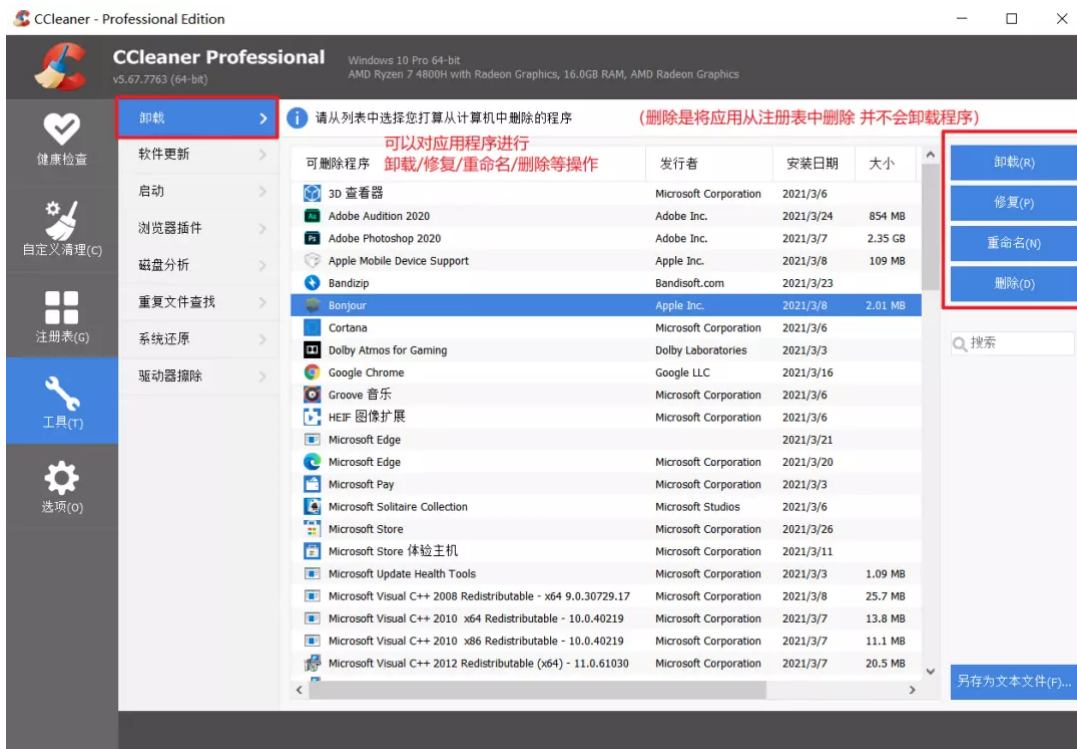 CCleaner - Professional Edition
CCleaner Professional
v5.67.7763 (64-bit)
Windows 10 Pro 64-bit
AMD Ryzen 7 4800H with Radeon Graphics, 16.0GB RAM, AMD Radeon Graphics
健康检查
自定义清理(C)
注册表(G)
工具(T)
选项(O)
卸载
软件更新
启动
浏览器插件
磁盘分析
重复文件查找
系统还原
驱动器擦除
请从列表中选择您打算从计算机中删除的程序
（删除是将应用从注册表中删除 并不会卸载程序）
可以对应用程序进行
卸载/修复/重命名/删除等操作
可删除程序 发行者 安装日期 大小
3D 查看器 Microsoft Corporation 2021/3/6
Adobe Audition 2020 Adobe Inc. 2021/3/24 854 MB
Adobe Photoshop 2020 Adobe Inc. 2021/3/7 2.35 GB
Apple Mobile Device Support Apple Inc. 2021/3/8 109 MB
Bandizip Bandisoft.com 2021/3/23
Bonjour Apple Inc. 2021/3/8 2.01 MB
Cortana Microsoft Corporation 2021/3/6
Dolby Atmos for Gaming Dolby Laboratories 2021/3/3
Google Chrome Google LLC 2021/3/16
Groove 音乐 Microsoft Corporation 2021/3/6
HEIF 图像扩展 Microsoft Corporation 2021/3/6
Microsoft Edge 2021/3/21
Microsoft Edge Microsoft Corporation 2021/3/20
Microsoft Pay Microsoft Corporation 2021/3/3
Microsoft Solitaire Collection Microsoft Studios 2021/3/6
Microsoft Store Microsoft Corporation 2021/3/26
Microsoft Store 体验主机 Microsoft Corporation 2021/3/11
Microsoft Update Health Tools Microsoft Corporation 2021/3/3 1.09 MB
Microsoft Visual C++ 2008 Redistributable - x64 9.0.30729.17 Microsoft Corporation 2021/3/8 25.7 MB
Microsoft Visual C++ 2010 x64 Redistributable - 10.0.40219 Microsoft Corporation 2021/3/7 13.8 MB
Microsoft Visual C++ 2010 x86 Redistributable - 10.0.40219 Microsoft Corporation 2021/3/7 11.1 MB
Microsoft Visual C++ 2012 Redistributable (x64) - 11.0.61030 Microsoft Corporation 2021/3/7 20.5 MB
卸载(R)
修复(P)
重命名(N)
删除(D)
搜索
另存为文本文件(F)...